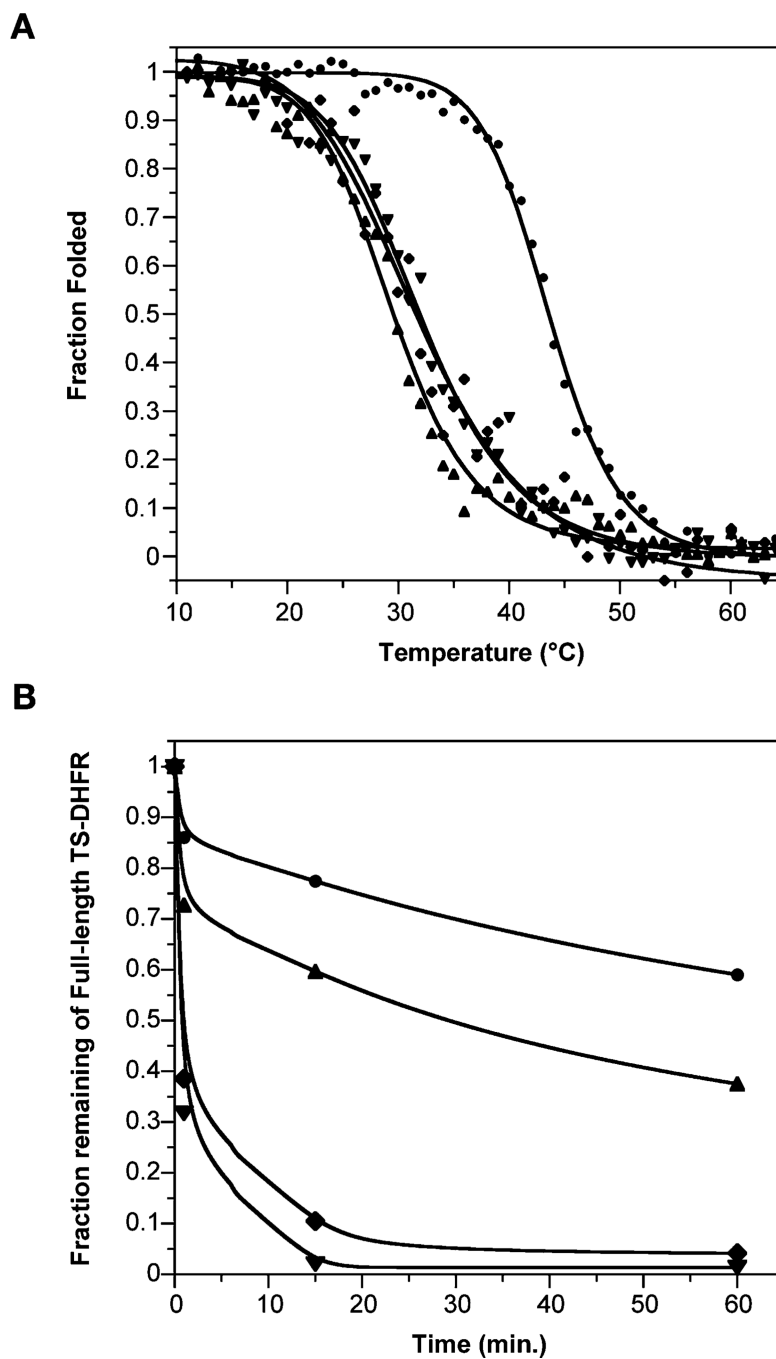 A
Fraction Folded
1
0.9
0.8
0.7
0.6
0.5
0.4
0.3
0.2
0.1
0
10 20 30 40 50 60
Temperature (°C)
B
Fraction remaining of Full-length TS-DHFR
1
0.9
0.8
0.7
0.6
0.5
0.4
0.3
0.2
0.1
0
0 10 20 30 40 50 60
Time (min.)